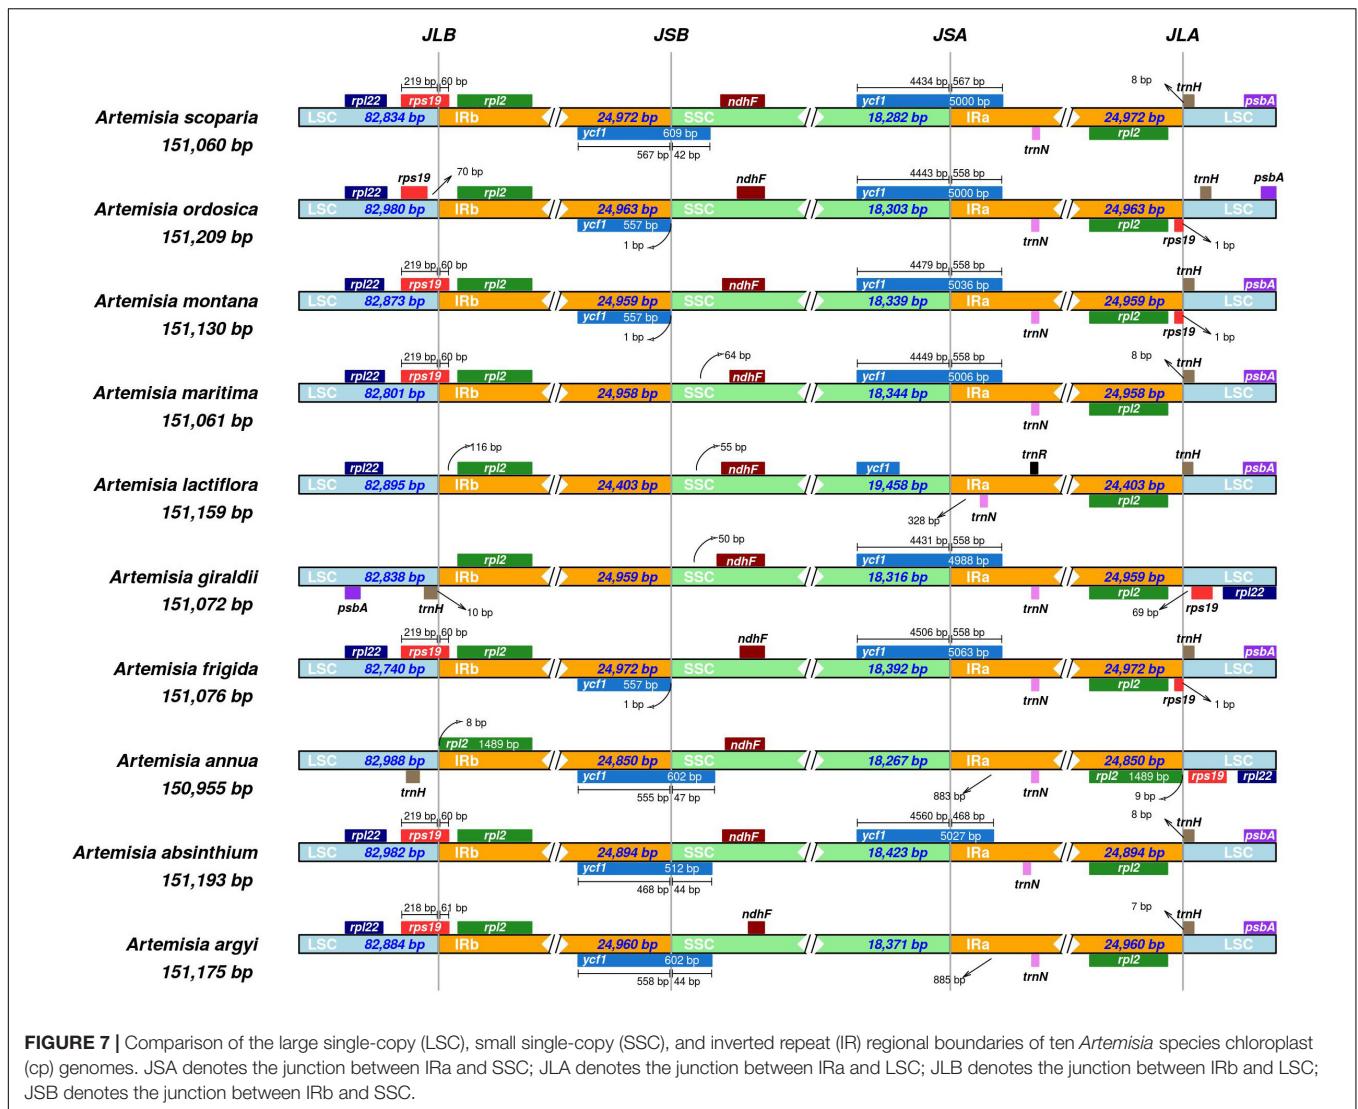 JLB JSB JSA JLA
219 bp 60 bp 4434 bp 567 bp 8 bp trnH
rpl22 rps19 rpl2 ndhF ycf1 5000 bp psbA
Artemisia scoparia LSC 82,834 bp IRb 24,972 bp SSC 18,282 bp IRa 24,972 bp LSC
151,060 bp ycf1 609 bp trnN rpl2
567 bp 42 bp
rps19 70 bp ndhF 4443 bp 558 bp trnH psbA
rpl22 rpl2 ycf1 5000 bp
Artemisia ordosica LSC 82,980 bp IRb 24,963 bp SSC 18,303 bp IRa 24,963 bp LSC
151,209 bp ycf1 557 bp trnN rpl2 rps19
1 bp 1 bp
219 bp 60 bp 4479 bp 558 bp trnH
rpl22 rps19 rpl2 ndhF ycf1 5036 bp psbA
Artemisia montana LSC 82,873 bp IRb 24,959 bp SSC 18,339 bp IRa 24,959 bp LSC
151,130 bp ycf1 557 bp trnN rpl2 rps19
1 bp 1 bp
219 bp 60 bp 64 bp 4449 bp 558 bp 8 bp trnH
rpl22 rps19 rpl2 ndhF ycf1 5006 bp psbA
Artemisia maritima LSC 82,801 bp IRb 24,958 bp SSC 18,344 bp IRa 24,958 bp LSC
151,061 bp trnN rpl2
116 bp 55 bp trnR trnH
rpl22 rpl2 ndhF ycf1 psbA
Artemisia lactiflora LSC 82,895 bp IRb 24,403 bp SSC 19,458 bp IRa 24,403 bp LSC
151,159 bp 328 bp trnN rpl2
50 bp 4431 bp 558 bp
rpl2 ndhF ycf1 4988 bp
Artemisia giraldii LSC 82,838 bp IRb 24,959 bp SSC 18,316 bp IRa 24,959 bp LSC
151,072 bp psbA trnH 10 bp trnN rpl2 69 bp rps19 rpl22
219 bp 60 bp ndhF 4506 bp 558 bp trnH
rpl22 rps19 rpl2 ycf1 5063 bp psbA
Artemisia frigida LSC 82,740 bp IRb 24,972 bp SSC 18,392 bp IRa 24,972 bp LSC
151,076 bp ycf1 557 bp trnN rpl2 rps19
1 bp 1 bp
8 bp
rpl2 1489 bp ndhF
Artemisia annua LSC 82,988 bp IRb 24,850 bp SSC 18,267 bp IRa 24,850 bp LSC
150,955 bp trnH ycf1 602 bp 883 bp trnN rpl2 1489 bp rps19 rpl22
555 bp 47 bp 9 bp
219 bp 60 bp 4560 bp 468 bp 8 bp trnH
rpl22 rps19 rpl2 ndhF ycf1 5027 bp psbA
Artemisia absinthium LSC 82,982 bp IRb 24,894 bp SSC 18,423 bp IRa 24,894 bp LSC
151,193 bp ycf1 512 bp trnN rpl2
468 bp 44 bp
218 bp 61 bp ndhF 7 bp trnH
rpl22 rps19 rpl2 psbA
Artemisia argyi LSC 82,884 bp IRb 24,960 bp SSC 18,371 bp IRa 24,960 bp LSC
151,175 bp ycf1 602 bp 885 bp trnN rpl2
558 bp 44 bp
FIGURE 7 | Comparison of the large single-copy (LSC), small single-copy (SSC), and inverted repeat (IR) regional boundaries of ten Artemisia species chloroplast
(cp) genomes. JSA denotes the junction between IRa and SSC; JLA denotes the junction between IRa and LSC; JLB denotes the junction between IRb and LSC;
JSB denotes the junction between IRb and SSC.